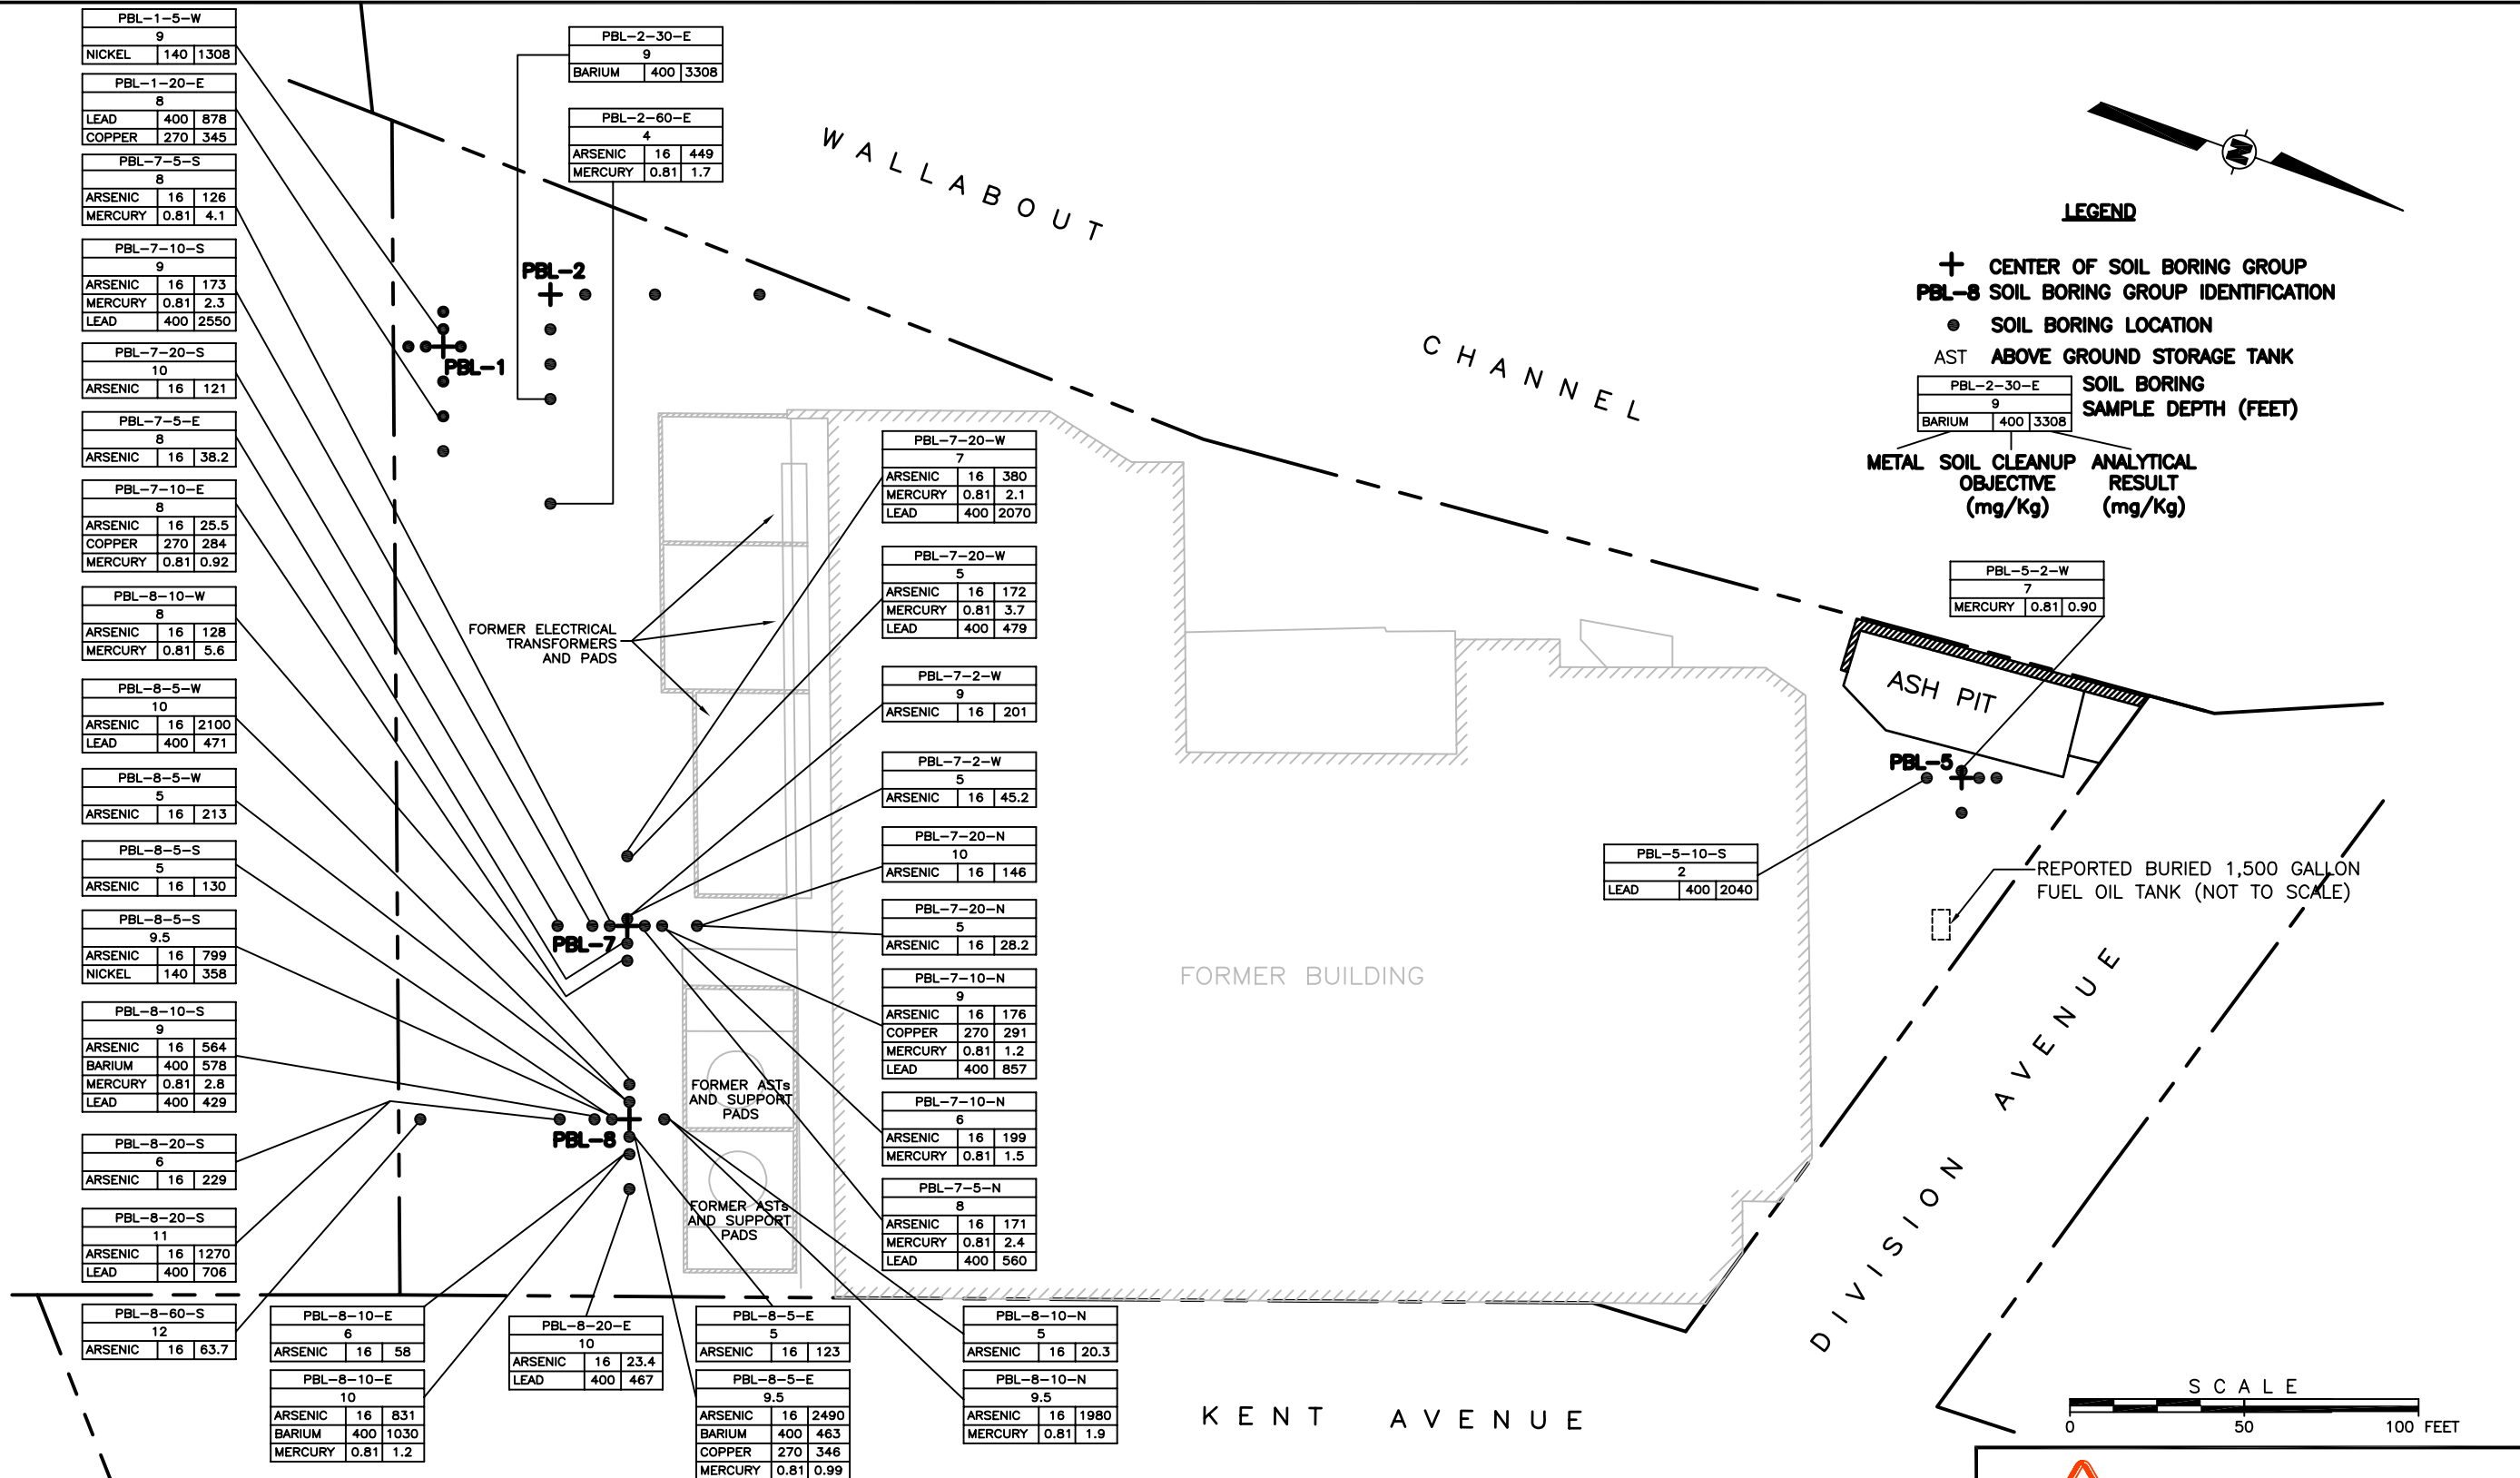 PBL-1-5-W
9
NICKEL 140 1308
PBL-1-20-E
8
LEAD 400 878
COPPER 270 345
PBL-7-5-S
8
ARSENIC 16 126
MERCURY 0.81 4.1
PBL-7-10-S
9
ARSENIC 16 173
MERCURY 0.81 2.3
LEAD 400 2550
PBL-7-20-S
10
ARSENIC 16 121
PBL-7-5-E
8
ARSENIC 16 38.2
PBL-7-10-E
8
ARSENIC 16 25.5
COPPER 270 284
MERCURY 0.81 0.92
PBL-8-10-W
8
ARSENIC 16 128
MERCURY 0.81 5.6
PBL-8-5-W
10
ARSENIC 16 2100
LEAD 400 471
PBL-8-5-W
5
ARSENIC 16 213
PBL-8-5-S
5
ARSENIC 16 130
PBL-8-5-S
9.5
ARSENIC 16 799
NICKEL 140 358
PBL-8-10-S
9
ARSENIC 16 564
BARIUM 400 578
MERCURY 0.81 2.8
LEAD 400 429
PBL-8-20-S
6
ARSENIC 16 229
PBL-8-20-S
11
ARSENIC 16 1270
LEAD 400 706
PBL-8-60-S
12
ARSENIC 16 63.7
PBL-2-30-E
9
BARIUM 400 3308
PBL-2-60-E
4
ARSENIC 16 449
MERCURY 0.81 1.7
PBL-2
PBL-1
FORMER ELECTRICAL
TRANSFORMERS
AND PADS
PBL-7
PBL-8
FORMER ASTs
AND SUPPORT
PADS
FORMER ASTs
AND SUPPORT
PADS
PBL-7-20-W
7
ARSENIC 16 380
MERCURY 0.81 2.1
LEAD 400 2070
PBL-7-20-W
5
ARSENIC 16 172
MERCURY 0.81 3.7
LEAD 400 479
PBL-7-2-W
9
ARSENIC 16 201
PBL-7-2-W
5
ARSENIC 16 45.2
PBL-7-20-N
10
ARSENIC 16 146
PBL-7-20-N
5
ARSENIC 16 28.2
PBL-7-10-N
9
ARSENIC 16 176
COPPER 270 291
MERCURY 0.81 1.2
LEAD 400 857
PBL-7-10-N
6
ARSENIC 16 199
MERCURY 0.81 1.5
PBL-7-5-N
8
ARSENIC 16 171
MERCURY 0.81 2.4
LEAD 400 560
PBL-8-10-E
6
ARSENIC 16 58
PBL-8-10-E
10
ARSENIC 16 831
BARIUM 400 1030
MERCURY 0.81 1.2
PBL-8-20-E
10
ARSENIC 16 23.4
LEAD 400 467
PBL-8-5-E
5
ARSENIC 16 123
PBL-8-5-E
9.5
ARSENIC 16 2490
BARIUM 400 463
COPPER 270 346
MERCURY 0.81 0.99
PBL-8-10-N
5
ARSENIC 16 20.3
PBL-8-10-N
9.5
ARSENIC 16 1980
MERCURY 0.81 1.9
WALLABOUT
CHANNEL
FORMER BUILDING
KENT AVENUE
DIVISION AVENUE
N
LEGEND
CENTER OF SOIL BORING GROUP
PBL-8 SOIL BORING GROUP IDENTIFICATION
SOIL BORING LOCATION
AST ABOVE GROUND STORAGE TANK
PBL-2-30-E SOIL BORING
9 SAMPLE DEPTH (FEET)
BARIUM 400 3308
METAL SOIL CLEANUP OBJECTIVE (mg/Kg) ANALYTICAL RESULT (mg/Kg)
PBL-5-2-W
7
MERCURY 0.81 0.90
ASH PIT
PBL-5
PBL-5-10-S
2
LEAD 400 2040
REPORTED BURIED 1,500 GALLON
FUEL OIL TANK (NOT TO SCALE)
SCALE
0 50 100 FEET